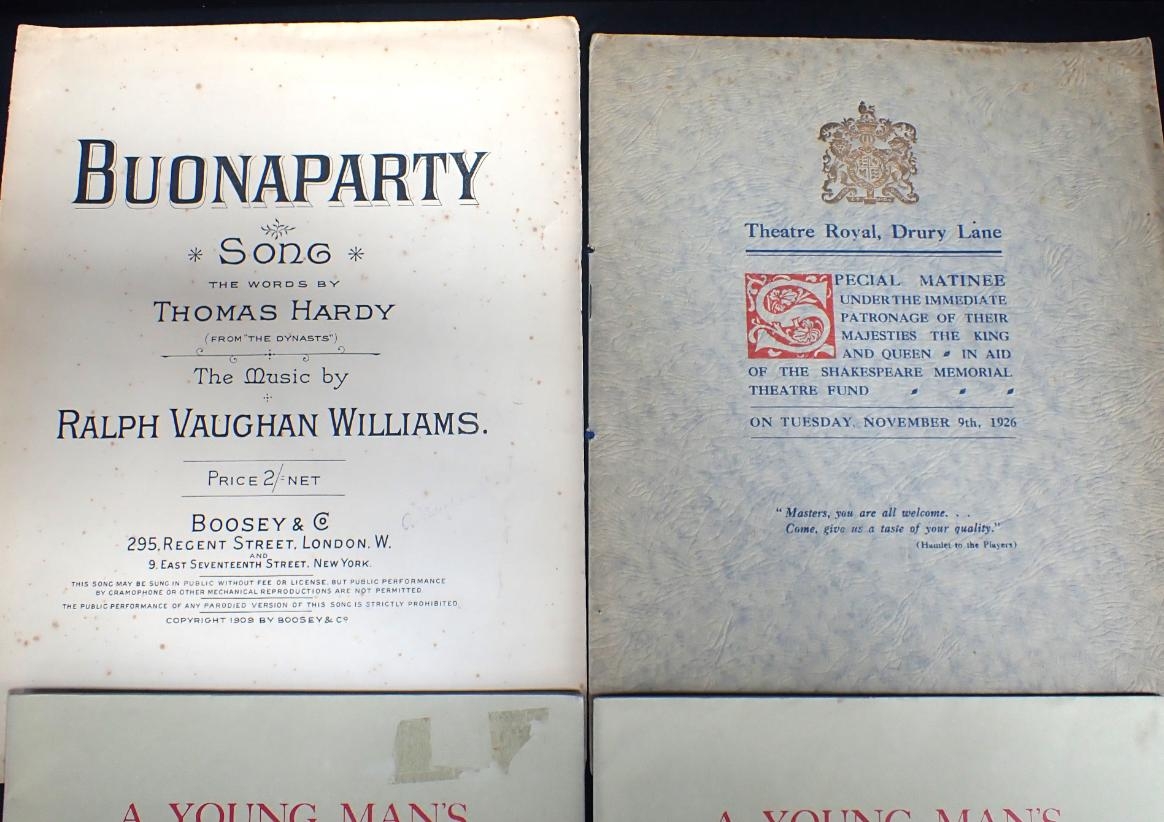 BUONAPARTY
SONG
THE WORDS BY
THOMAS HARDY
(FROM "THE DYNASTS")
The Music by
RALPH VAUGHAN WILLIAMS.
PRICE 2/= NET
BOOSEY & Co
295, REGENT STREET, LONDON. W.
AND
9, EAST SEVENTEENTH STREET, NEW YORK.
THIS SONG MAY BE SUNG IN PUBLIC WITHOUT FEE OR LICENSE, BUT PUBLIC PERFORMANCE
BY GRAMOPHONE OR OTHER MECHANICAL REPRODUCTIONS ARE NOT PERMITTED.
THE PUBLIC PERFORMANCE OF ANY PARODIED VERSION OF THIS SONG IS STRICTLY PROHIBITED.
COPYRIGHT 1909 BY BOOSEY & Co
Theatre Royal, Drury Lane
SPECIAL MATINEE
UNDER THE IMMEDIATE
PATRONAGE OF THEIR
MAJESTIES THE KING
AND QUEEN IN AID
OF THE SHAKESPEARE MEMORIAL
THEATRE FUND
ON TUESDAY, NOVEMBER 9th, 1926
"Masters, you are all welcome. . .
Come, give us a taste of your quality."
(Hamlet to the Players)
A YOUNG MAN'S
A YOUNG MAN'S